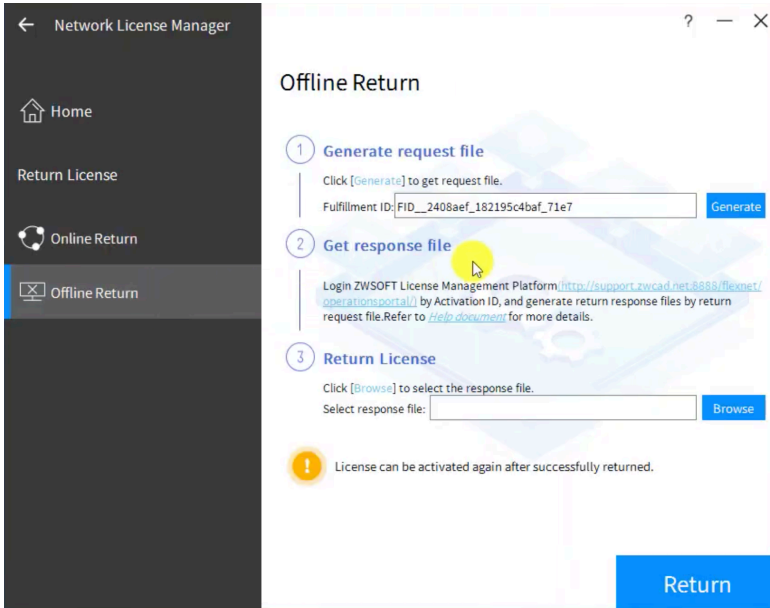 Network License Manager
?
Home
Return License
Online Return
Offline Return
Offline Return
1 Generate request file
Click [Generate] to get request file.
Fulfillment ID: FID__2408aef_182195c4baf_71e7 Generate
2 Get response file
Login ZWSOFT License Management Platform(http://support.zwcad.net:8888/flexnet/
operationsportal/) by Activation ID, and generate return response files by return
request file.Refer to Help document for more details.
3 Return License
Click [Browse] to select the response file.
Select response file: Browse
! License can be activated again after successfully returned.
Return